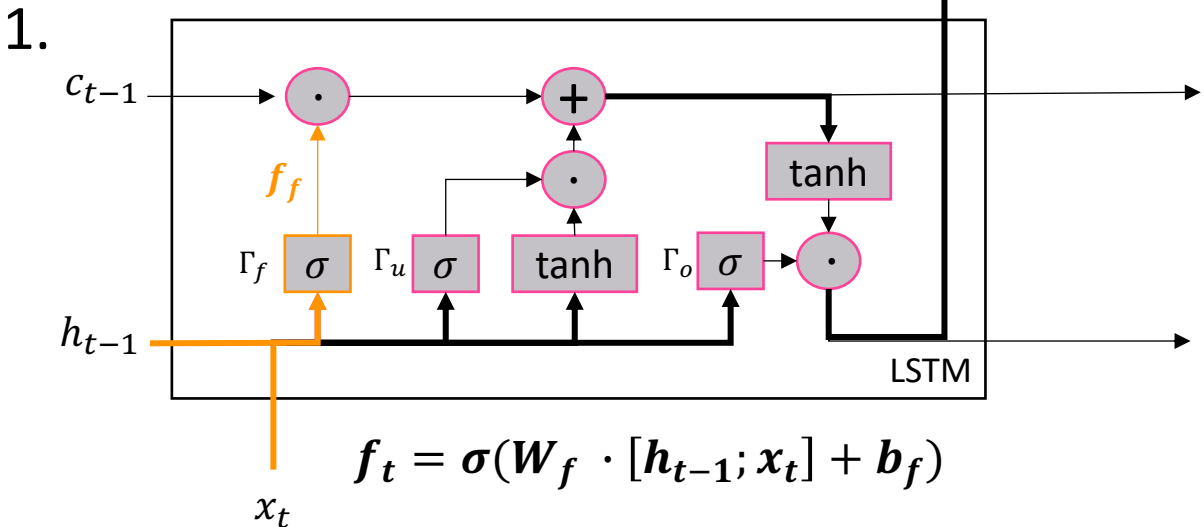 1.
c_{t-1} · +
tanh
f_f
·
Γ_f σ Γ_u σ tanh Γ_o σ ·
h_{t-1}
LSTM
f_t = σ(W_f · [h_{t-1}; x_t] + b_f)
x_t